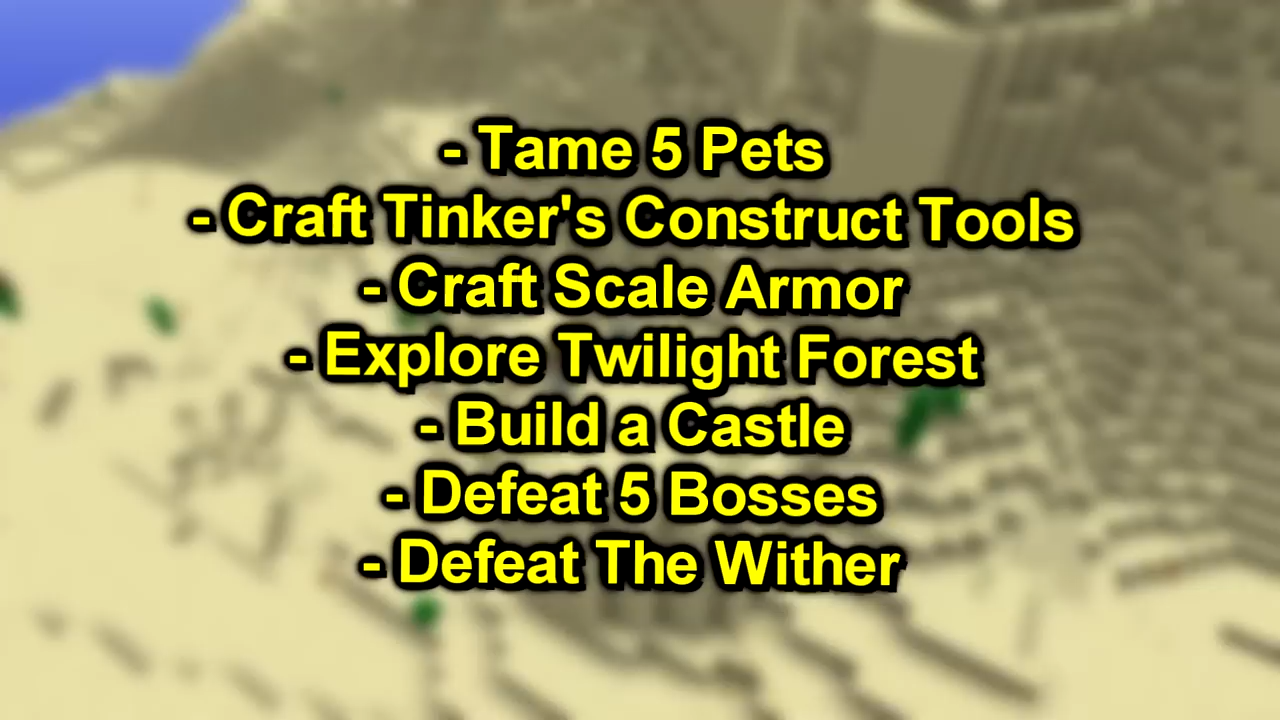 - Tame 5 Pets
- Craft Tinker's Construct Tools
- Craft Scale Armor
- Explore Twilight Forest
- Build a Castle
- Defeat 5 Bosses
- Defeat The Wither